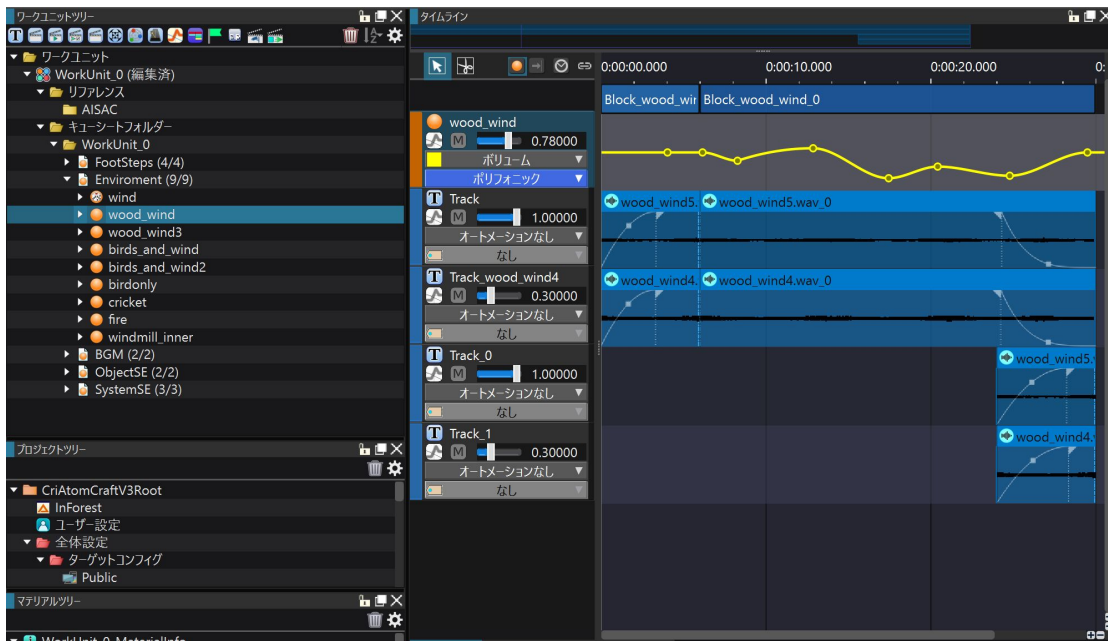 ワークユニットツリー
ワークユニット
WorkUnit_0 (編集済)
リファレンス
AISAC
キューシートフォルダー
WorkUnit_0
FootSteps (4/4)
Enviroment (9/9)
wind
wood_wind
wood_wind3
birds_and_wind
birds_and_wind2
birdonly
cricket
fire
windmill_inner
BGM (2/2)
ObjectSE (2/2)
SystemSE (3/3)
プロジェクトツリー
CriAtomCraftV3Root
InForest
ユーザー設定
全体設定
ターゲットコンフィグ
Public
マテリアルツリー
タイムライン
0:00:00.000 0:00:10.000 0:00:20.000 0:
Block_wood_wir Block_wood_wind_0
wood_wind
M 0.78000
ボリューム
ポリフォニック
T Track
M 1.00000
オートメーションなし
なし
wood_wind5. wood_wind5.wav_0
T Track_wood_wind4
M 0.30000
オートメーションなし
なし
wood_wind4. wood_wind4.wav_0
T Track_0
M 1.00000
オートメーションなし
なし
wood_wind5.
T Track_1
M 0.30000
オートメーションなし
なし
wood_wind4.